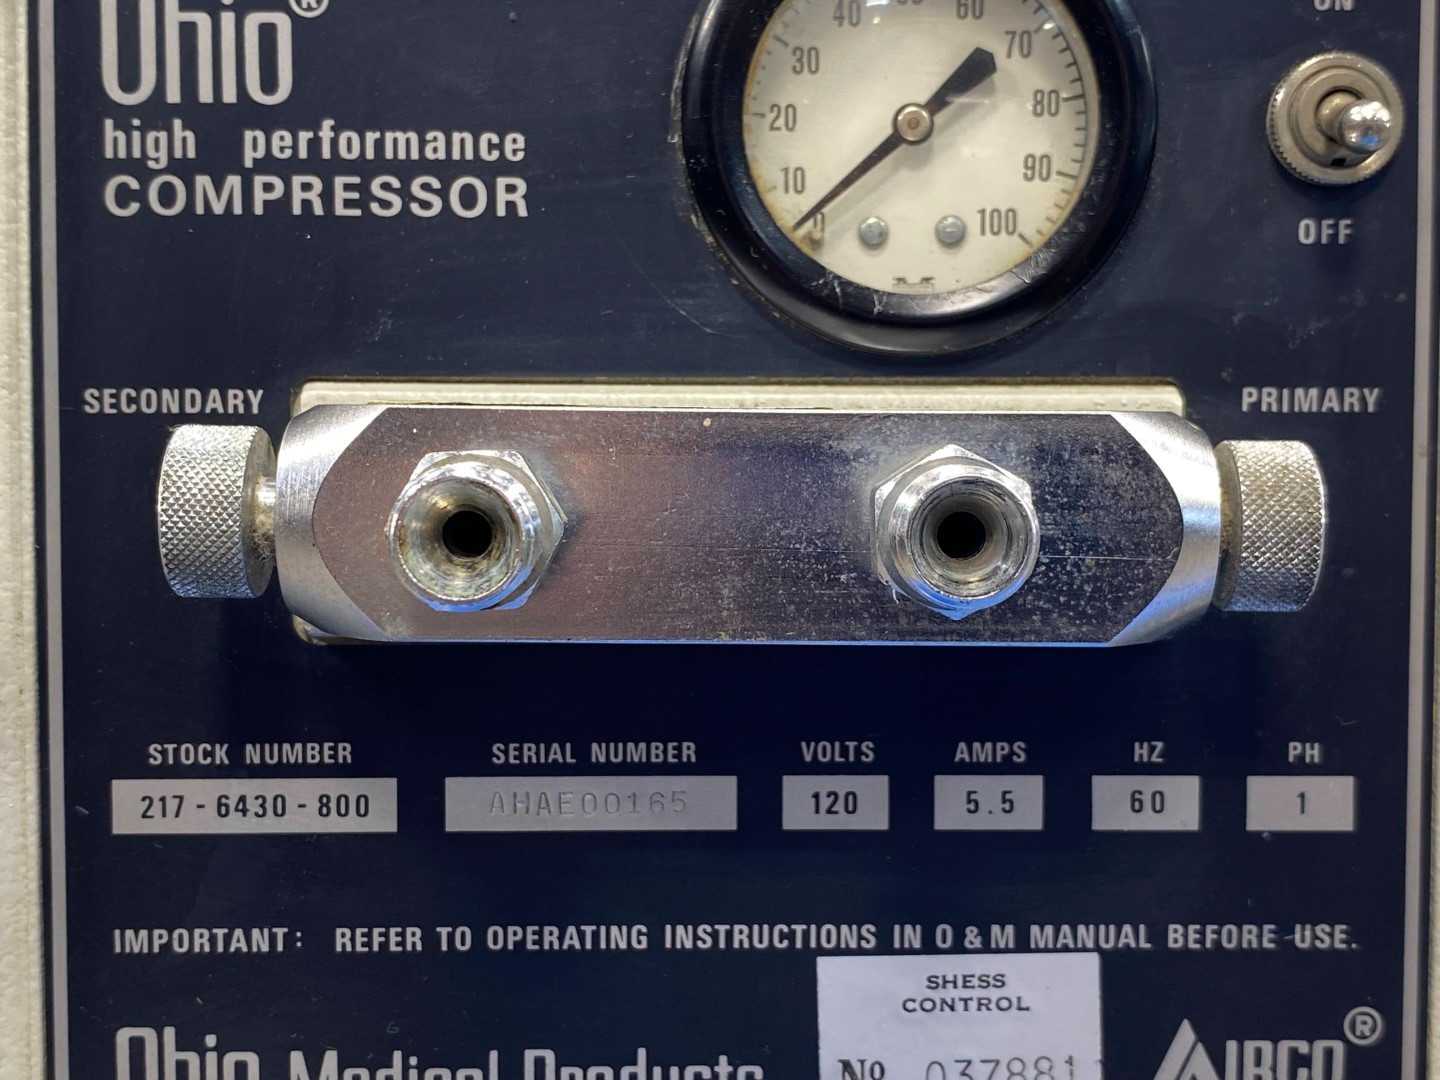 Ohio®
high performance
COMPRESSOR
ON
OFF
0 10 20 30 40 50 60 70 80 90 100
SECONDARY
PRIMARY
STOCK NUMBER SERIAL NUMBER VOLTS AMPS HZ PH
217-6430-800 AHAE00165 120 5.5 60 1
IMPORTANT: REFER TO OPERATING INSTRUCTIONS IN O & M MANUAL BEFORE USE.
SHESS
CONTROL
No 037881
Ohio Medical Products
AIRCO®